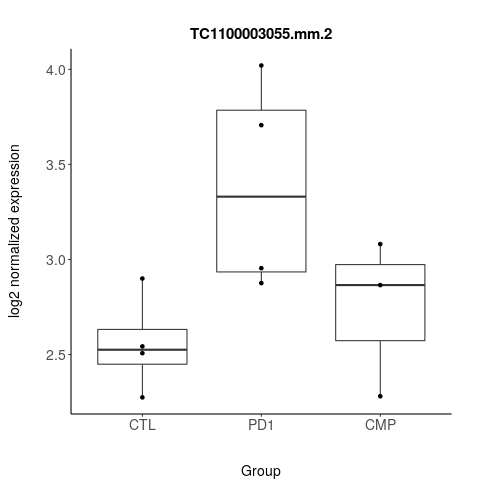 TC1100003055.mm.2
log2 normalized expression
4.0
3.5
3.0
2.5
CTL PD1 CMP
Group